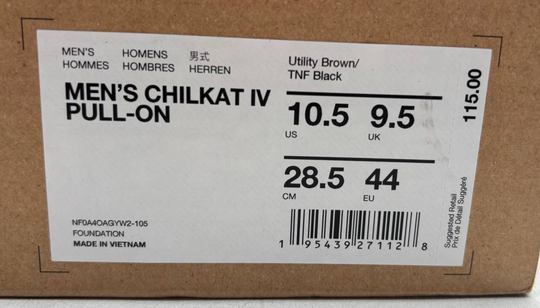 MEN'S HOMENS 男式
HOMMES HOMBRES HERREN
MEN'S CHILKAT IV
PULL-ON
Utility Brown/
TNF Black
10.5 9.5
US UK
28.5 44
CM EU
NF0A4OAGYW2-105
FOUNDATION
MADE IN VIETNAM
1 95439 27112 8
115.00
Suggested Retail
Prix de Détail Suggéré